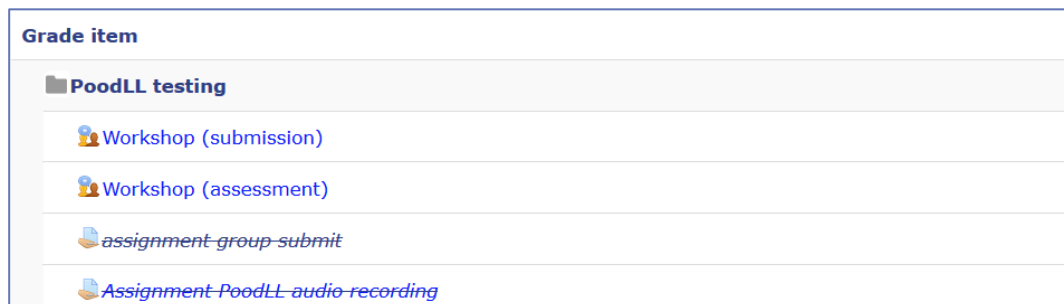 Grade item
PoodLL testing
Workshop (submission)
Workshop (assessment)
assignment group submit
Assignment PoodLL audio recording